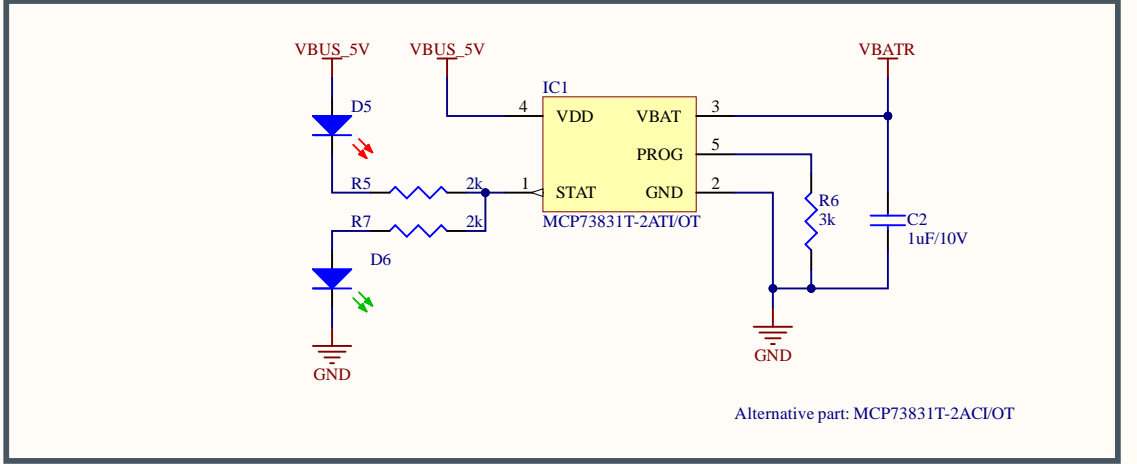 VBUS_5V VBUS_5V VBATR
IC1
D5 4 VDD VBAT 3
PROG 5
R5 2k 1 STAT GND 2
R6
R7 2k MCP73831T-2ATI/OT 3k C2
1uF/10V
D6
GND
GND
Alternative part: MCP73831T-2ACI/OT